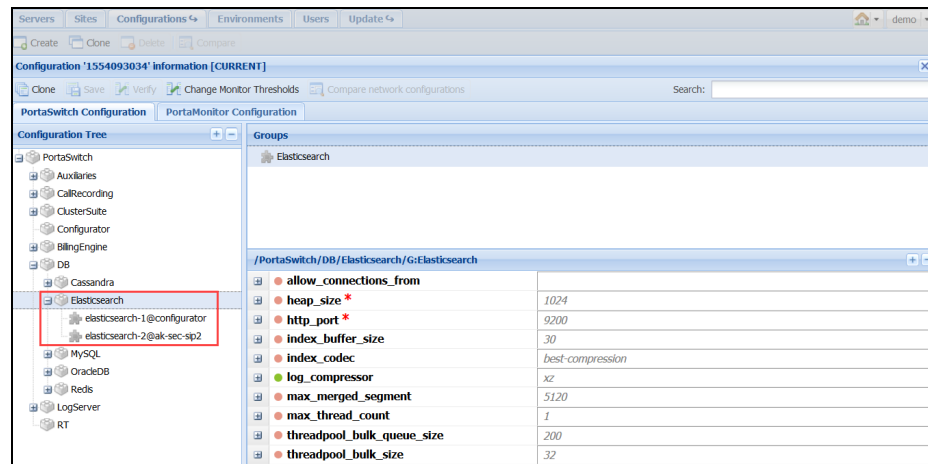 Servers Sites Configurations Environments Users Update demo
Create Clone Delete Compare
Configuration '1554093034' information [CURRENT]
Clone Save Verify Change Monitor Thresholds Compare network configurations Search:
PortaSwitch Configuration PortaMonitor Configuration
Configuration Tree
PortaSwitch
Auxiliaries
CallRecording
ClusterSuite
Configurator
BillingEngine
DB
Cassandra
Elasticsearch
elasticsearch-1@configurator
elasticsearch-2@ak-sec-sip2
MySQL
OracleDB
Redis
LogServer
RT
Groups
Elasticsearch
/PortaSwitch/DB/Elasticsearch/G:Elasticsearch
allow_connections_from
heap_size * 1024
http_port * 9200
index_buffer_size 30
index_codec best-compression
log_compressor xz
max_merged_segment 5120
max_thread_count 1
threadpool_bulk_queue_size 200
threadpool_bulk_size 32